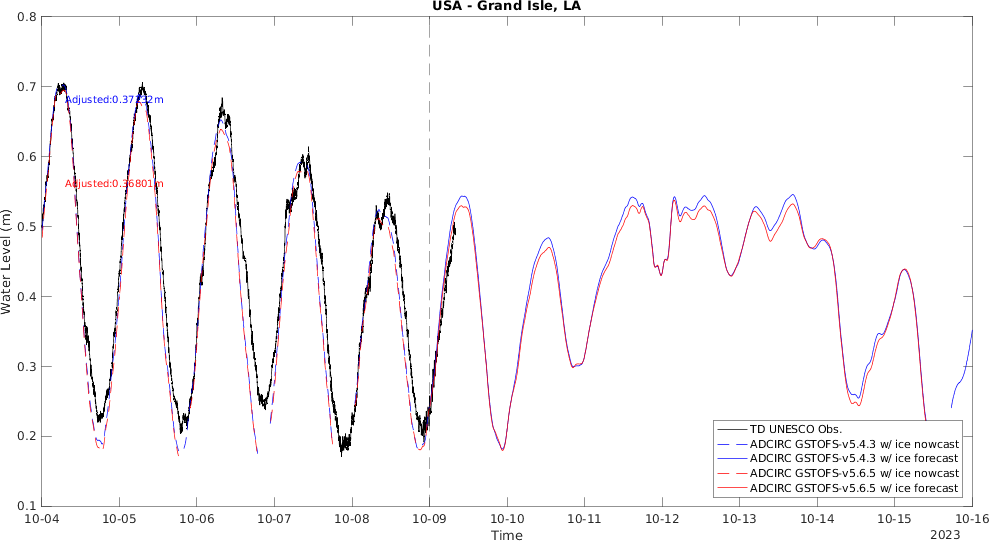 USA - Grand Isle, LA
0.8
0.7
0.6
0.5
0.4
0.3
0.2
0.1
Water Level (m)
Adjusted:0.37232m
Adjusted:0.36801m
TD UNESCO Obs.
ADCIRC GSTOFS-v5.4.3 w/ ice nowcast
ADCIRC GSTOFS-v5.4.3 w/ ice forecast
ADCIRC GSTOFS-v5.6.5 w/ ice nowcast
ADCIRC GSTOFS-v5.6.5 w/ ice forecast
10-04 10-05 10-06 10-07 10-08 10-09 10-10 10-11 10-12 10-13 10-14 10-15 10-16
Time
2023